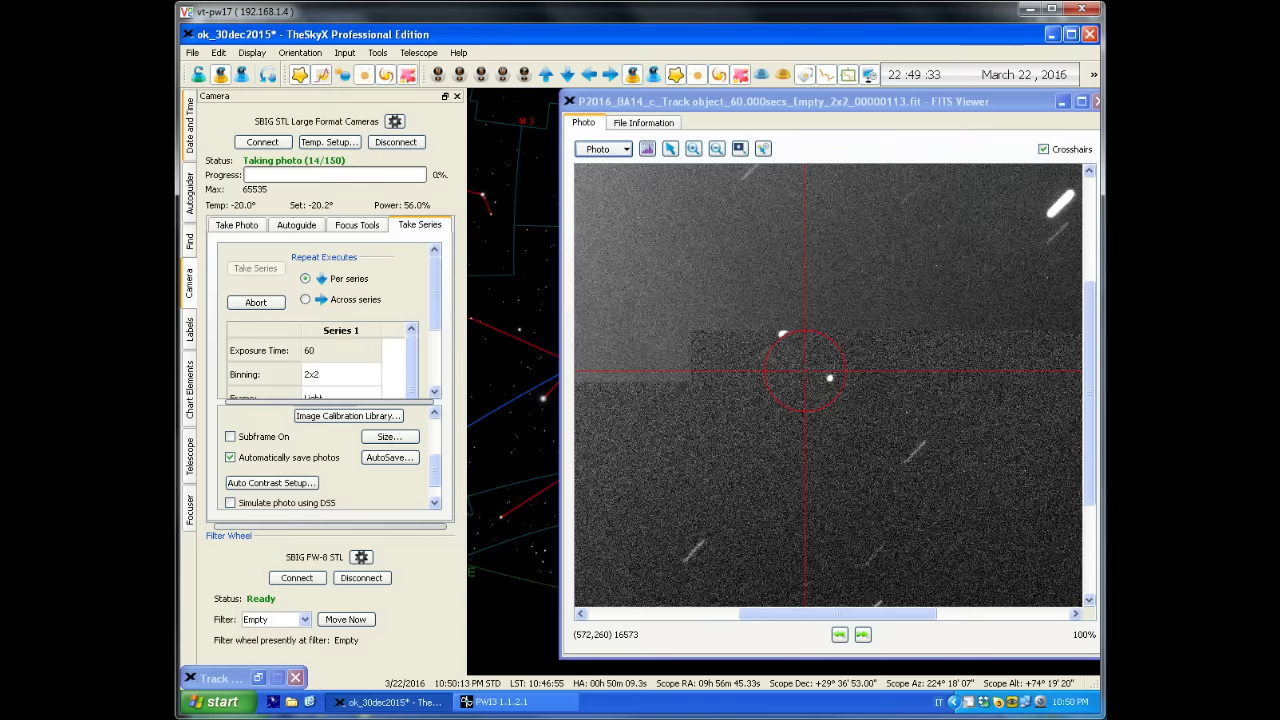 vt-pw17 ( 192.168.1.4 )
ok_30dec2015* - TheSkyX Professional Edition
File Edit Display Orientation Input Tools Telescope Help
22 : 49 : 33 March 22 , 2016 »
Camera
Date and Time
Autoguider
Find
Camera
Labels
Chart Elements
Telescope
Focuser
SBIG STL Large Format Cameras
Connect Temp. Setup... Disconnect
Status: Taking photo (14/150)
Progress: 0%
Max: 65535
Temp: -20.0° Set: -20.2° Power: 56.0%
Take Photo Autoguide Focus Tools Take Series
Repeat Executes
Take Series
Per series
Abort
Across series
Series 1
Exposure Time: 60
Binning: 2x2
Frame: Light
Image Calibration Library...
Subframe On Size...
Automatically save photos AutoSave...
Auto Contrast Setup...
Simulate photo using DSS
Filter Wheel
SBIG FW-8 STL
Connect Disconnect
Status: Ready
Filter: Empty Move Now
Filter wheel presently at filter: Empty
E
P2016_BA14_c_Track object_60.000secs_Empty_2x2_00000113.fit - FITS Viewer
Photo File Information
Photo Crosshairs
(572,260) 16573 100%
Track ...
3/22/2016 10:50:13 PM STD LST: 10:46:55 HA: 00h 50m 09.3s Scope RA: 09h 56m 45.33s Scope Dec: +29° 36' 53.00" Scope Az: 224° 18' 07" Scope Alt: +74° 19' 20"
start ok_30dec2015* - The... PWI3 1.1.2.1 IT 10:50 PM